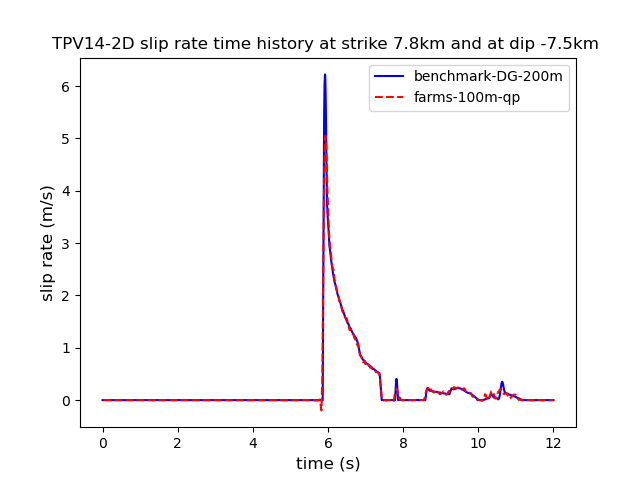 TPV14-2D slip rate time history at strike 7.8km and at dip -7.5km
benchmark-DG-200m
farms-100m-qp
6
5
4
3
2
1
0
slip rate (m/s)
0 2 4 6 8 10 12
time (s)